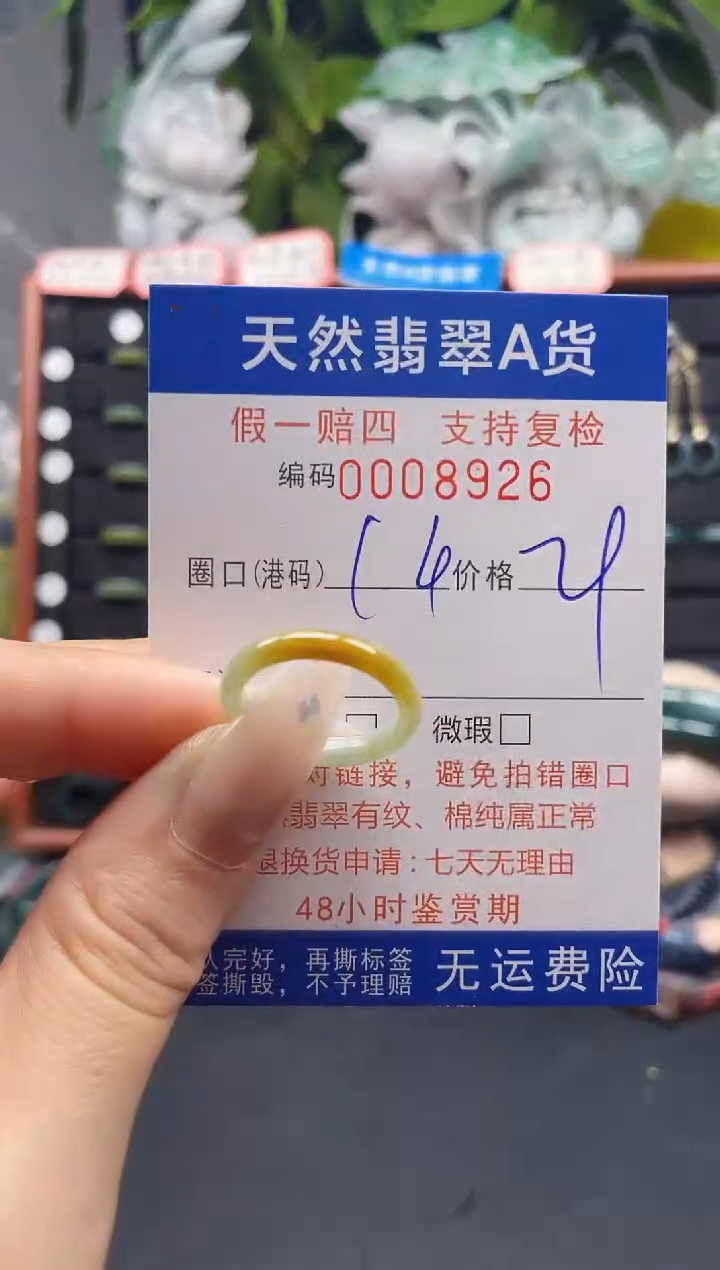 天然翡翠A货
假一赔四 支持复检
编码0008926
圈口(港码) 14 价格
微瑕
对链接，避免拍错圈口
翡翠有纹、棉纯属正常
退换货申请：七天无理由
48小时鉴赏期
认完好，再撕标签
签撕毁，不予理赔
无运费险